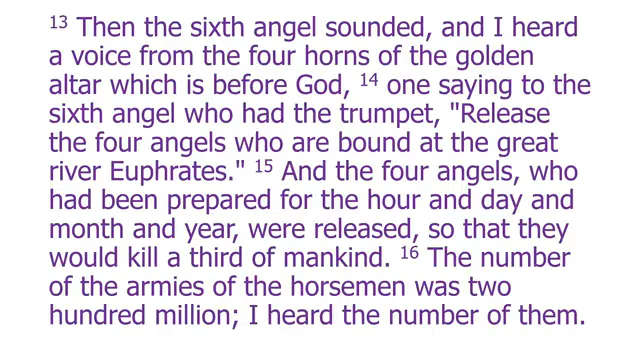 13 Then the sixth angel sounded, and I heard
a voice from the four horns of the golden
altar which is before God, 14 one saying to the
sixth angel who had the trumpet, "Release
the four angels who are bound at the great
river Euphrates." 15 And the four angels, who
had been prepared for the hour and day and
month and year, were released, so that they
would kill a third of mankind. 16 The number
of the armies of the horsemen was two
hundred million; I heard the number of them.